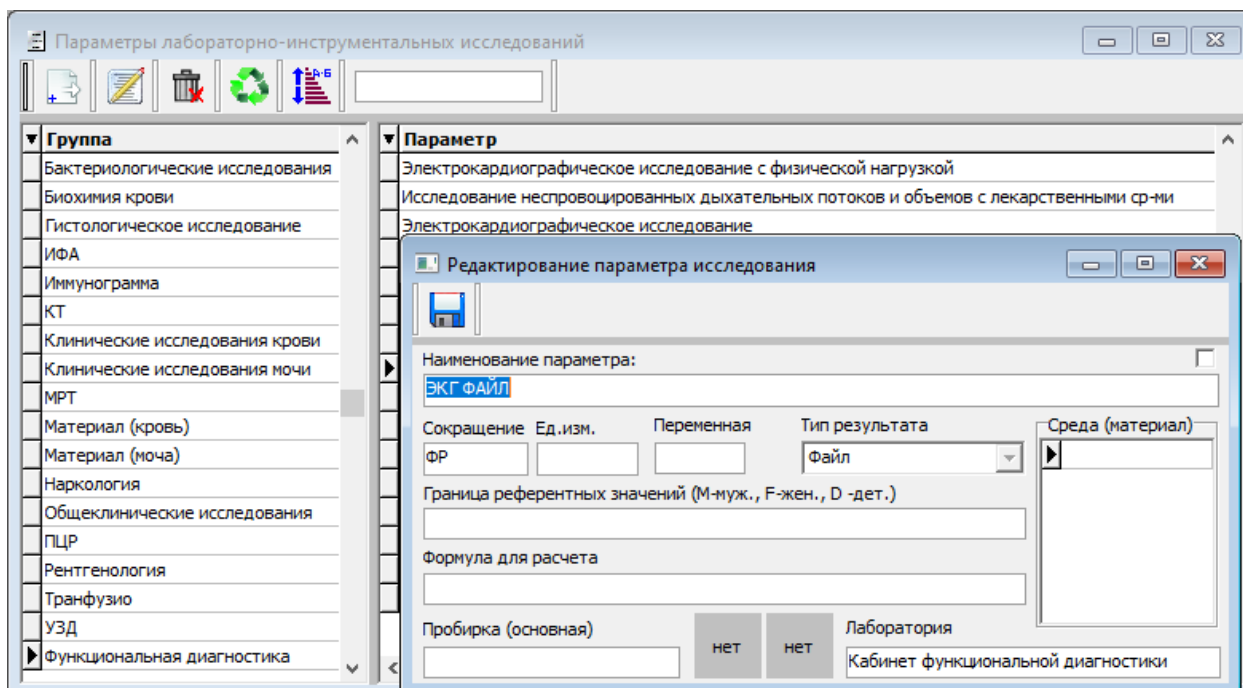 Параметры лабораторно-инструментальных исследований
А-Б
Группа
Бактериологические исследования
Биохимия крови
Гистологическое исследование
ИФА
Иммунограмма
КТ
Клинические исследования крови
Клинические исследования мочи
МРТ
Материал (кровь)
Материал (моча)
Наркология
Общеклинические исследования
ПЦР
Рентгенология
Транфузио
УЗД
Функциональная диагностика
Параметр
Электрокардиографическое исследование с физической нагрузкой
Исследование неспровоцированных дыхательных потоков и объемов с лекарственными ср-ми
Электрокардиографическое исследование
Редактирование параметра исследования
Наименование параметра:
ЭКГ ФАЙЛ
Сокращение Ед.изм. Переменная Тип результата Среда (материал)
ФР Файл
Граница референтных значений (М-муж., F-жен., D -дет.)
Формула для расчета
Пробирка (основная) нет нет Лаборатория
Кабинет функциональной диагностики